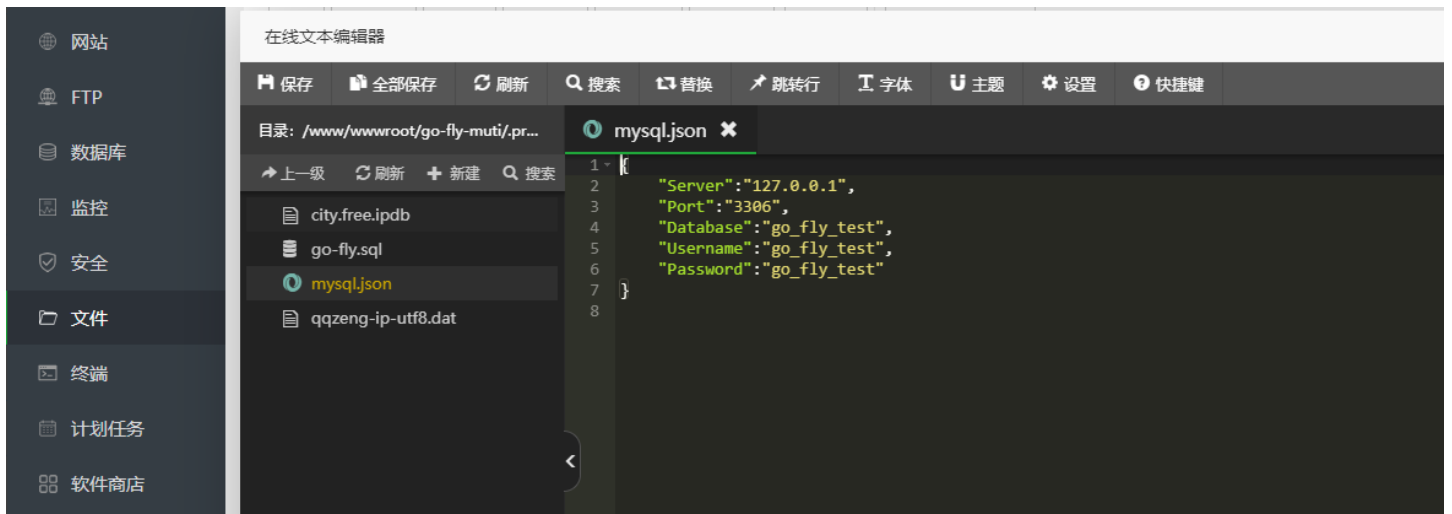 网站
FTP
数据库
监控
安全
文件
终端
计划任务
软件商店
在线文本编辑器
保存 全部保存 刷新 搜索 替换 跳转行 字体 主题 设置 快捷键
目录: /www/wwwroot/go-fly-muti/.pr...
上一级 刷新 新建 搜索
city.free.ipdb
go-fly.sql
mysql.json
qqzeng-ip-utf8.dat
mysql.json
1 {
2 "Server":"127.0.0.1",
3 "Port":"3306",
4 "Database":"go_fly_test",
5 "Username":"go_fly_test",
6 "Password":"go_fly_test"
7 }
8